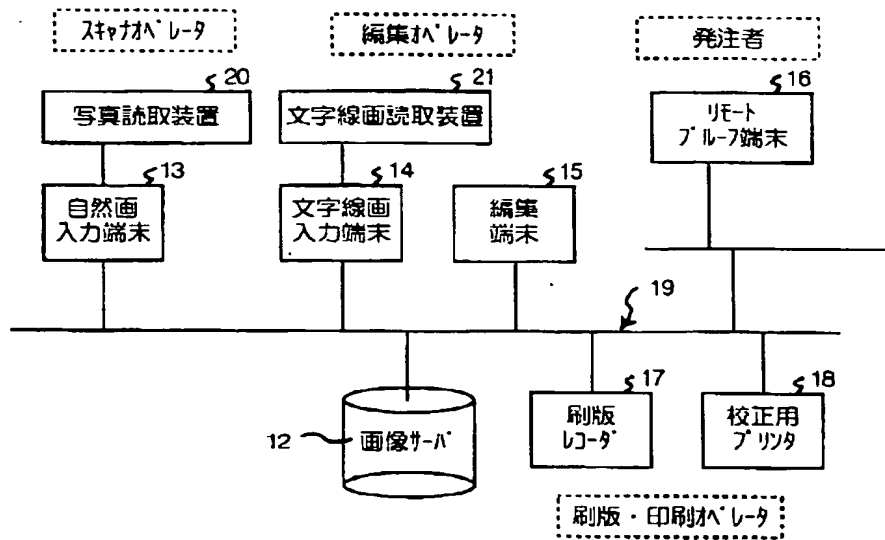 スキャナオペレータ
編集オペレータ
発注者
20
21
16
写真読取装置
文字線画読取装置
リモート
プルーフ端末
13
14
15
自然画
入力端末
文字線画
入力端末
編集
端末
19
17
18
12
画像サーバ
刷版
レコーダ
校正用
プリンタ
刷版・印刷オペレータ